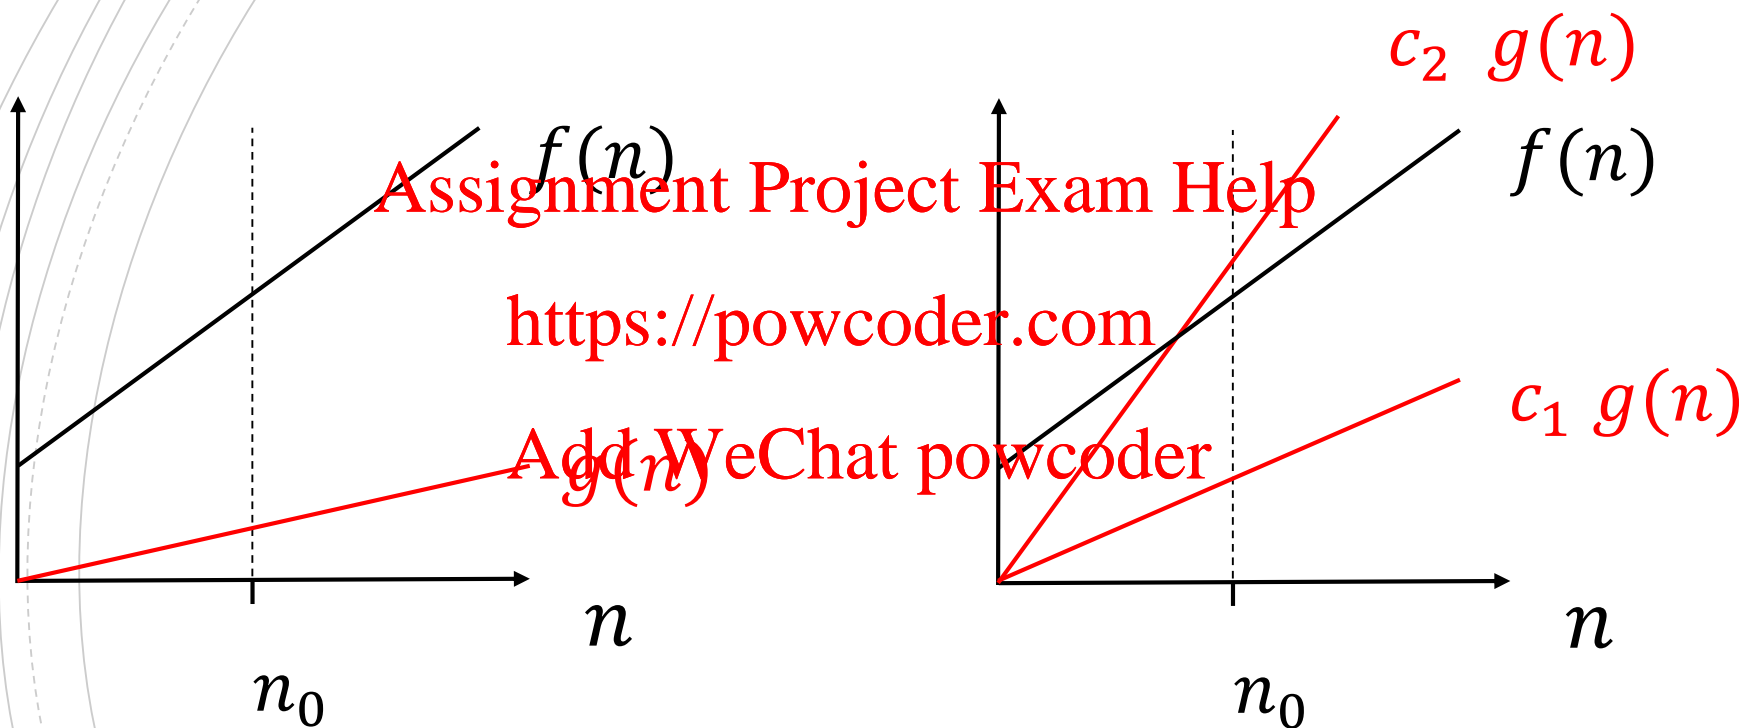 c₂ g(n)
f(n)
f(n)
Assignment Project Exam Help
https://powcoder.com
c₁ g(n)
Add WeChat powcoder
g(n)
n
n
n₀
n₀